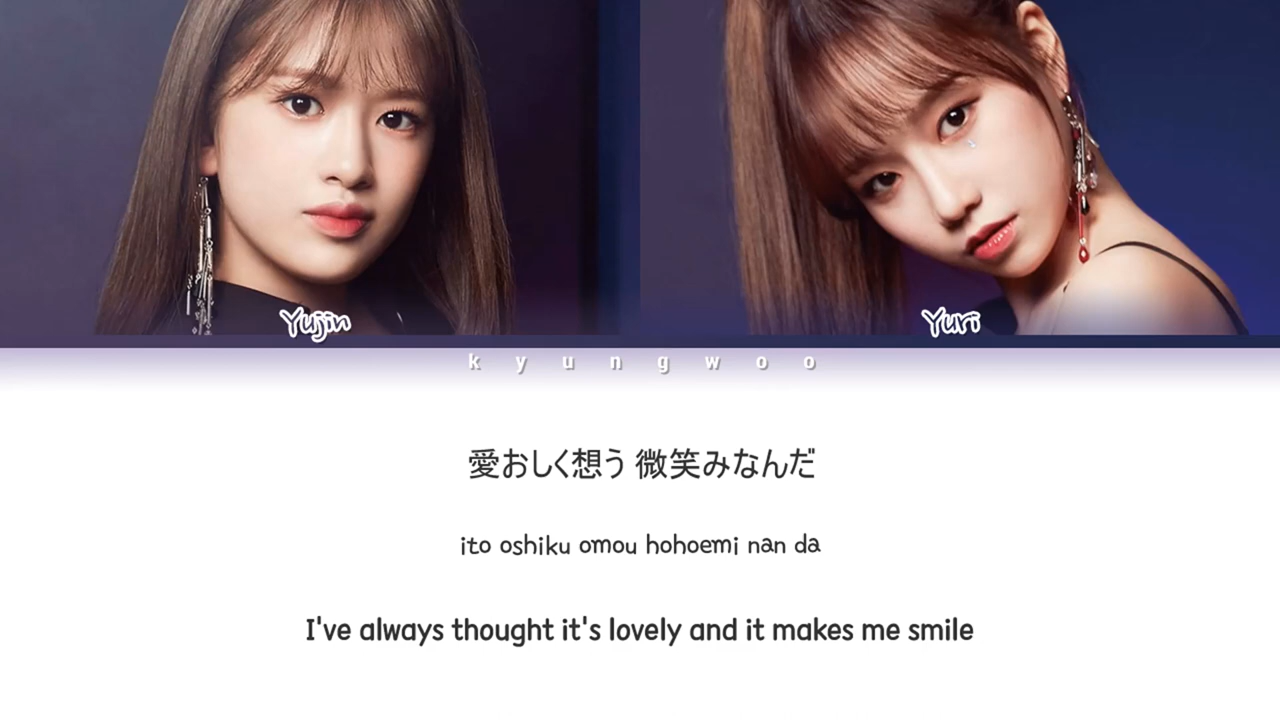 Yujin
Yuri
kyungwoo
愛おしく想う 微笑みなんだ
ito oshiku omou hohoemi nan da
I've always thought it's lovely and it makes me smile